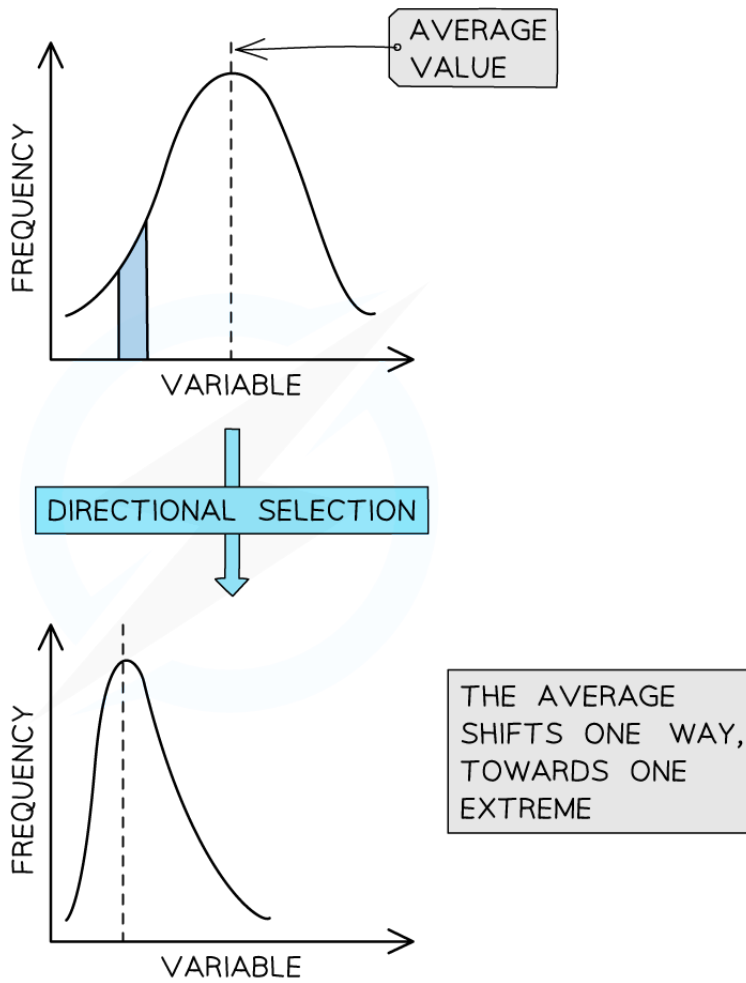 AVERAGE
VALUE
FREQUENCY
VARIABLE
DIRECTIONAL SELECTION
FREQUENCY
THE AVERAGE
SHIFTS ONE WAY,
TOWARDS ONE
EXTREME
VARIABLE